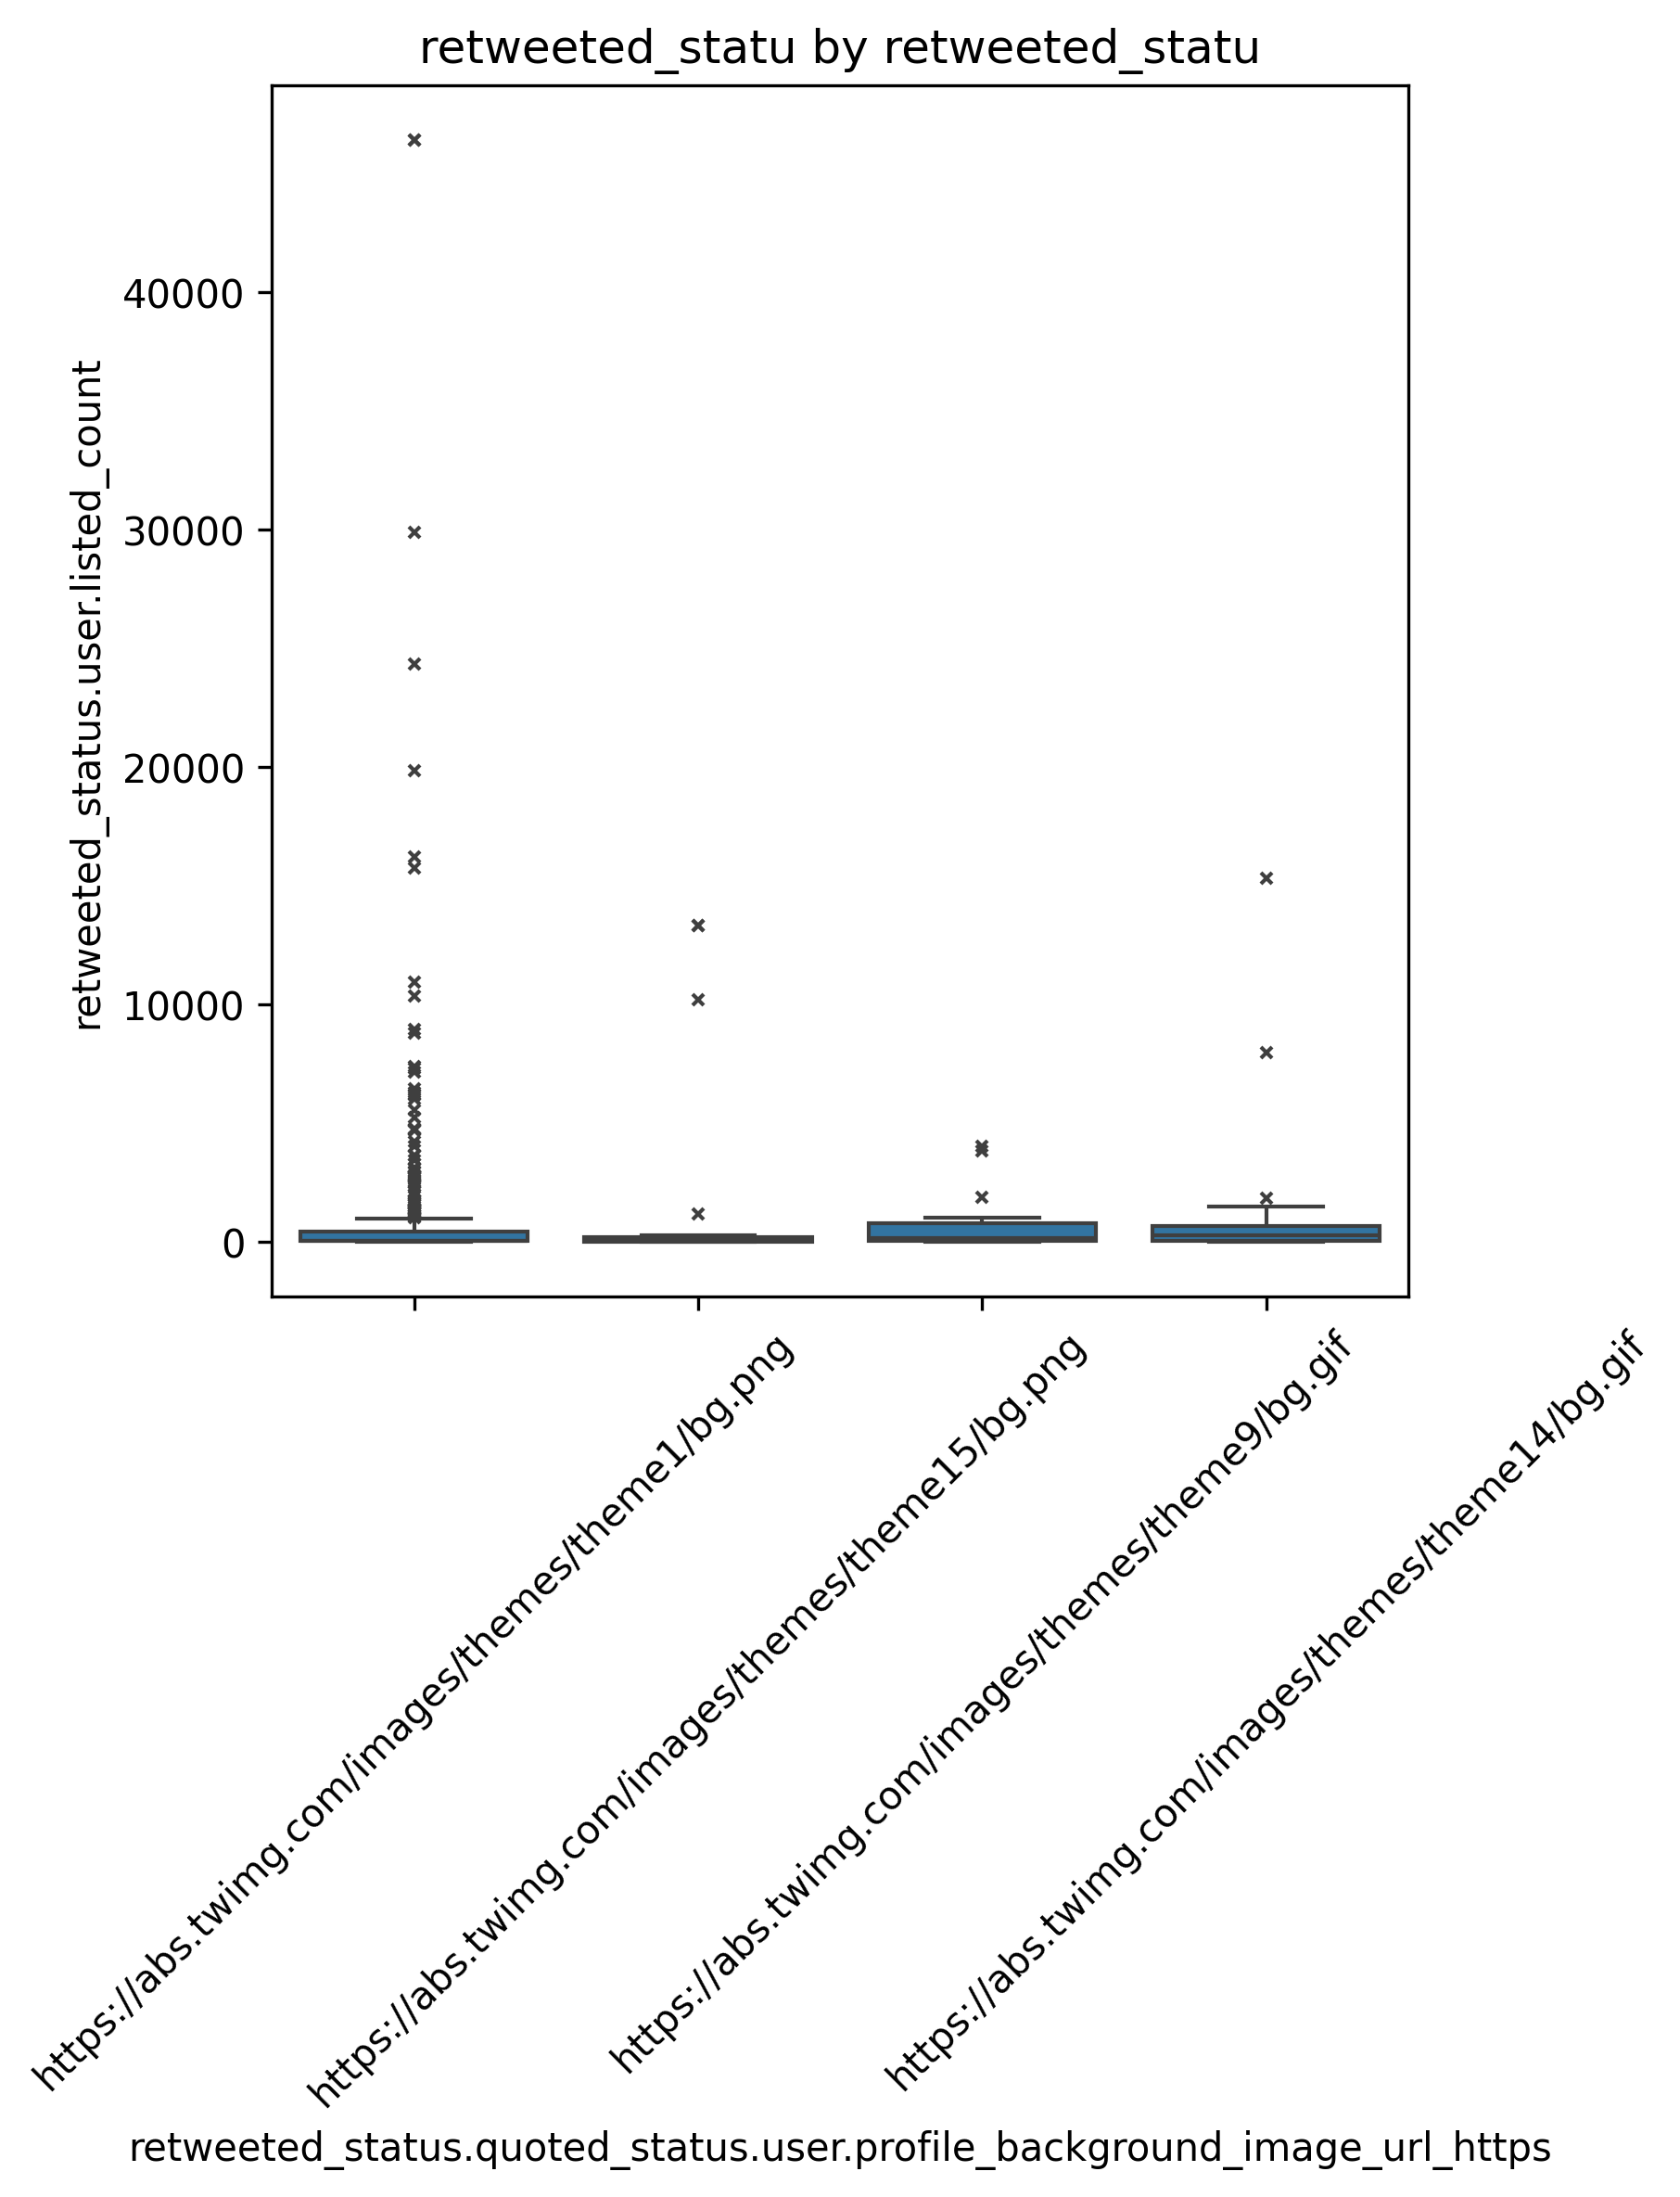 retweeted_statu by retweeted_statu
retweeted_status.user.listed_count
40000
30000
20000
10000
0
https://abs.twimg.com/images/themes/theme1/bg.png
https://abs.twimg.com/images/themes/theme15/bg.png
https://abs.twimg.com/images/themes/theme9/bg.gif
https://abs.twimg.com/images/themes/theme14/bg.gif
retweeted_status.quoted_status.user.profile_background_image_url_https